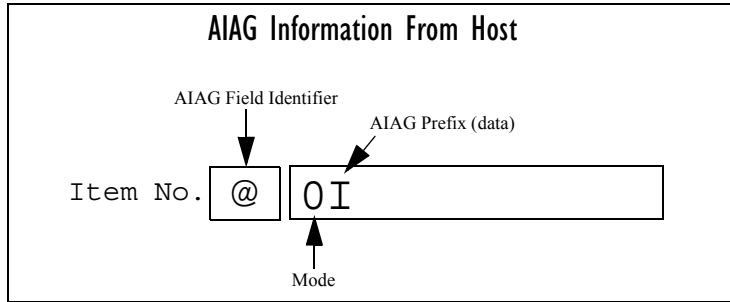 AIAG Information From Host
AIAG Field Identifier
AIAG Prefix (data)
Item No. @ 0I
Mode